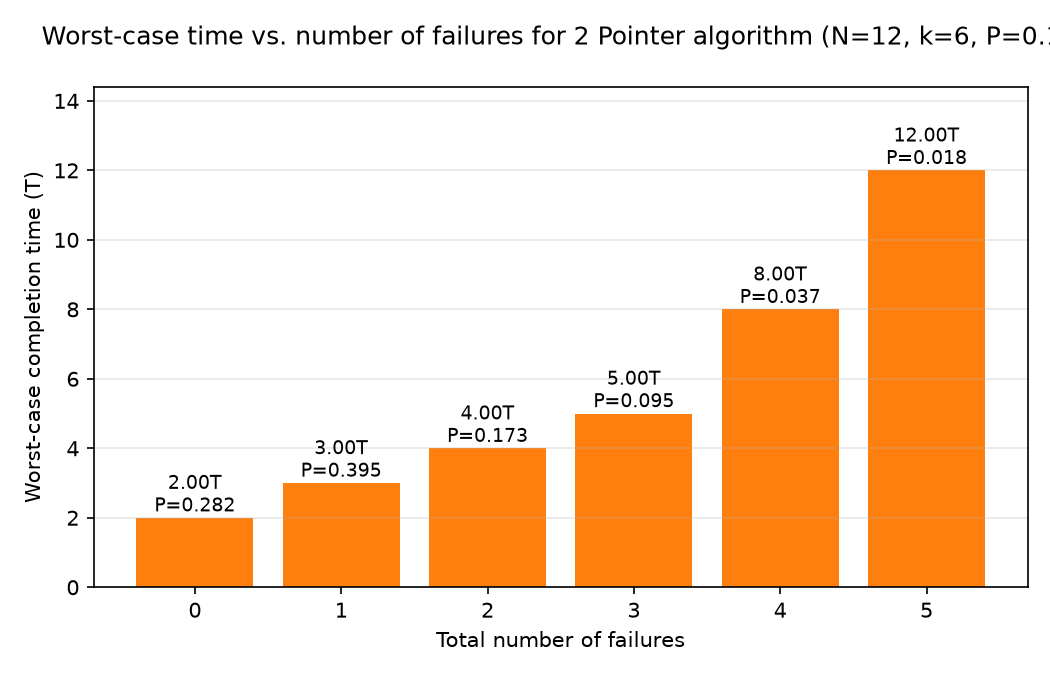 Worst-case time vs. number of failures for 2 Pointer algorithm (N=12, k=6, P=0.1
Worst-case completion time (T)
14
12
10
8
6
4
2
0
2.00T
P=0.282
3.00T
P=0.395
4.00T
P=0.173
5.00T
P=0.095
8.00T
P=0.037
12.00T
P=0.018
0 1 2 3 4 5
Total number of failures